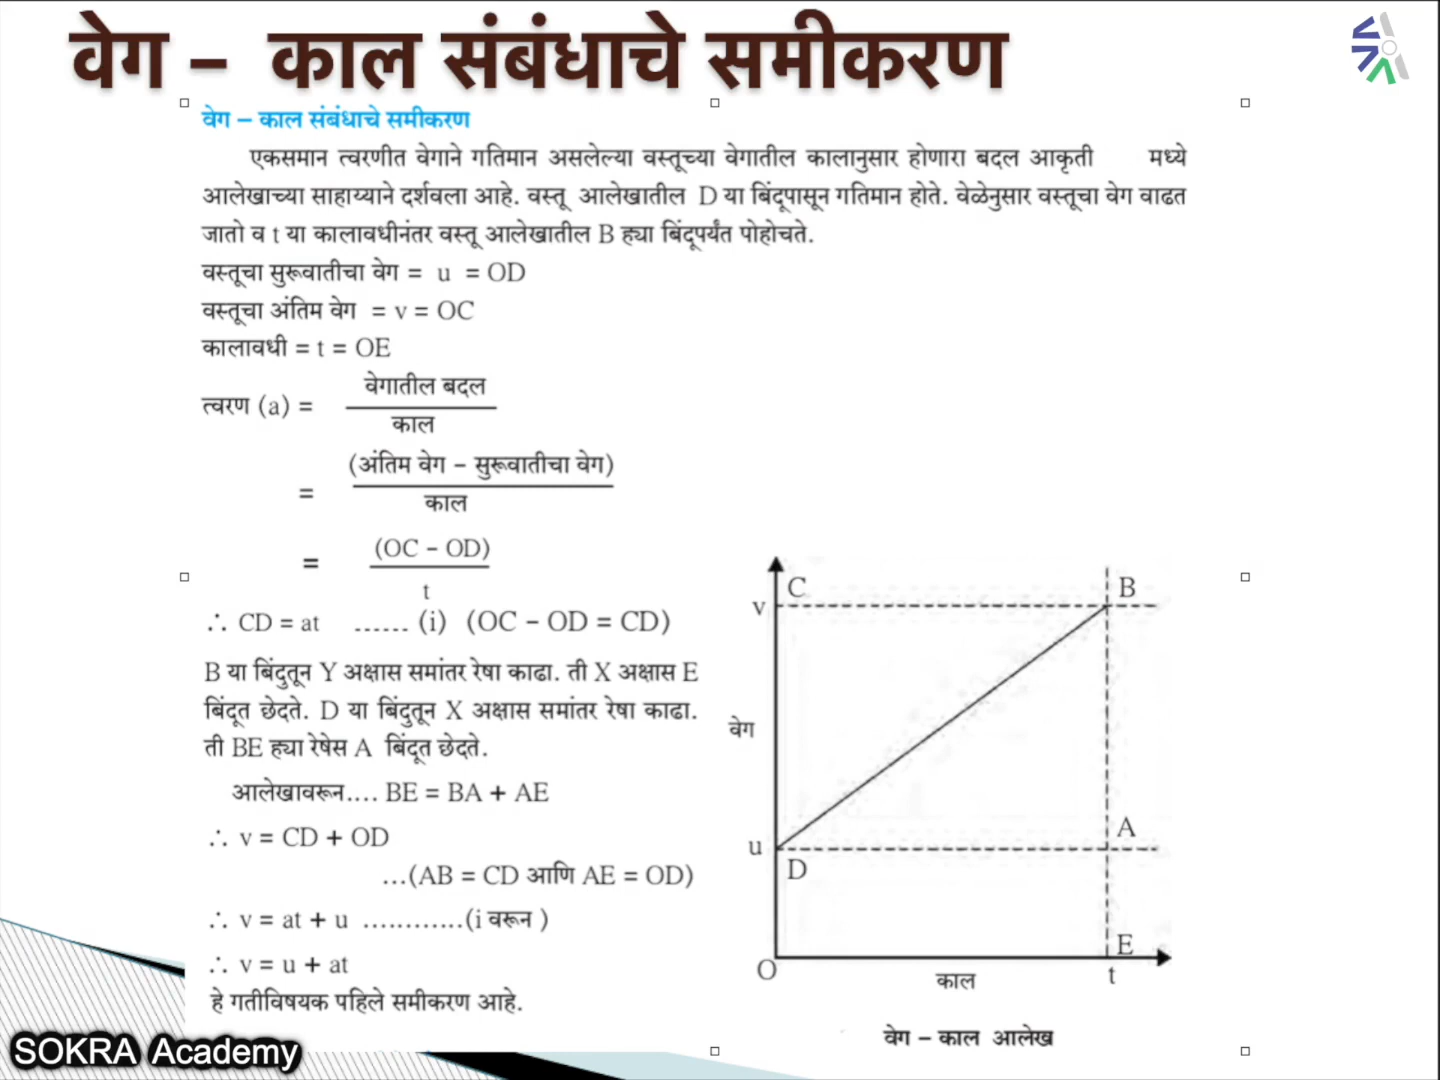 वेग – काल संबंधाचे समीकरण
वेग – काल संबंधाचे समीकरण
एकसमान त्वरणीत वेगाने गतिमान असलेल्या वस्तूच्या वेगातील कालानुसार होणारा बदल आकृती मध्ये
आलेखाच्या साहाय्याने दर्शवला आहे. वस्तू आलेखातील D या बिंदूपासून गतिमान होते. वेळेनुसार वस्तूचा वेग वाढत
जातो व t या कालावधीनंतर वस्तू आलेखातील B ह्या बिंदूपर्यंत पोहोचते.
वस्तूचा सुरूवातीचा वेग = u = OD
वस्तूचा अंतिम वेग = v = OC
कालावधी = t = OE
वेगातील बदल
त्वरण (a) =
काल
(अंतिम वेग – सुरूवातीचा वेग)
=
काल
(OC – OD)
=
t
∴ CD = at ...... (i) (OC – OD = CD)
B या बिंदुतून Y अक्षास समांतर रेषा काढा. ती X अक्षास E
बिंदूत छेदते. D या बिंदुतून X अक्षास समांतर रेषा काढा.
ती BE ह्या रेषेस A बिंदूत छेदते.
आलेखावरून.... BE = BA + AE
∴ v = CD + OD
...(AB = CD आणि AE = OD)
∴ v = at + u ............(i वरून )
∴ v = u + at
हे गतीविषयक पहिले समीकरण आहे.
C
B
v
वेग
A
u
D
E
O
काल
t
वेग – काल आलेख
SOKRA Academy